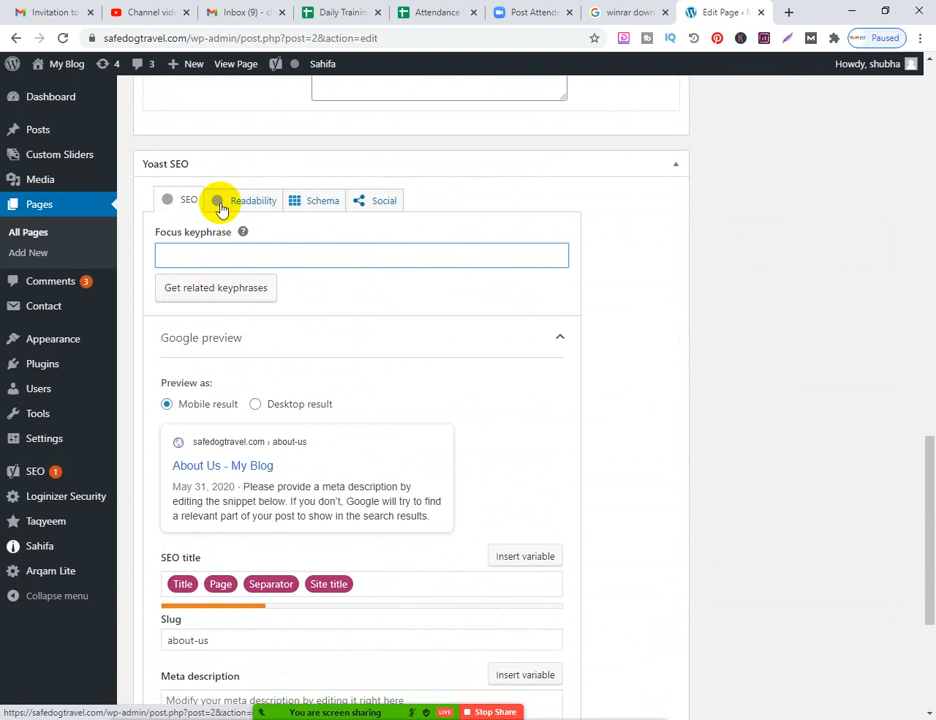 Invitation to
Channel vide
Inbox (9) - c
Daily Training
Attendance
Post Attende
winrar down
Edit Page ‹ M
safedogtravel.com/wp-admin/post.php?post=2&action=edit
Paused
My Blog
4
3
New
View Page
Sahifa
Howdy, shubha
Dashboard
Posts
Custom Sliders
Media
Pages
All Pages
Add New
Comments 3
Contact
Appearance
Plugins
Users
Tools
Settings
SEO 1
Loginizer Security
Taqyeem
Sahifa
Arqam Lite
Collapse menu
Yoast SEO
SEO
Readability
Schema
Social
Focus keyphrase ?
Get related keyphrases
Google preview
Preview as:
Mobile result
Desktop result
safedogtravel.com › about-us
About Us - My Blog
May 31, 2020 · Please provide a meta description by
editing the snippet below. If you don't, Google will try to find
a relevant part of your post to show in the search results.
SEO title
Insert variable
Title
Page
Separator
Site title
Slug
about-us
Meta description
Insert variable
Modify your meta description by editing it right here
https://safedogtravel.com/wp-admin/post.php?post=2&action=
You are screen sharing
LIVE
Stop Share